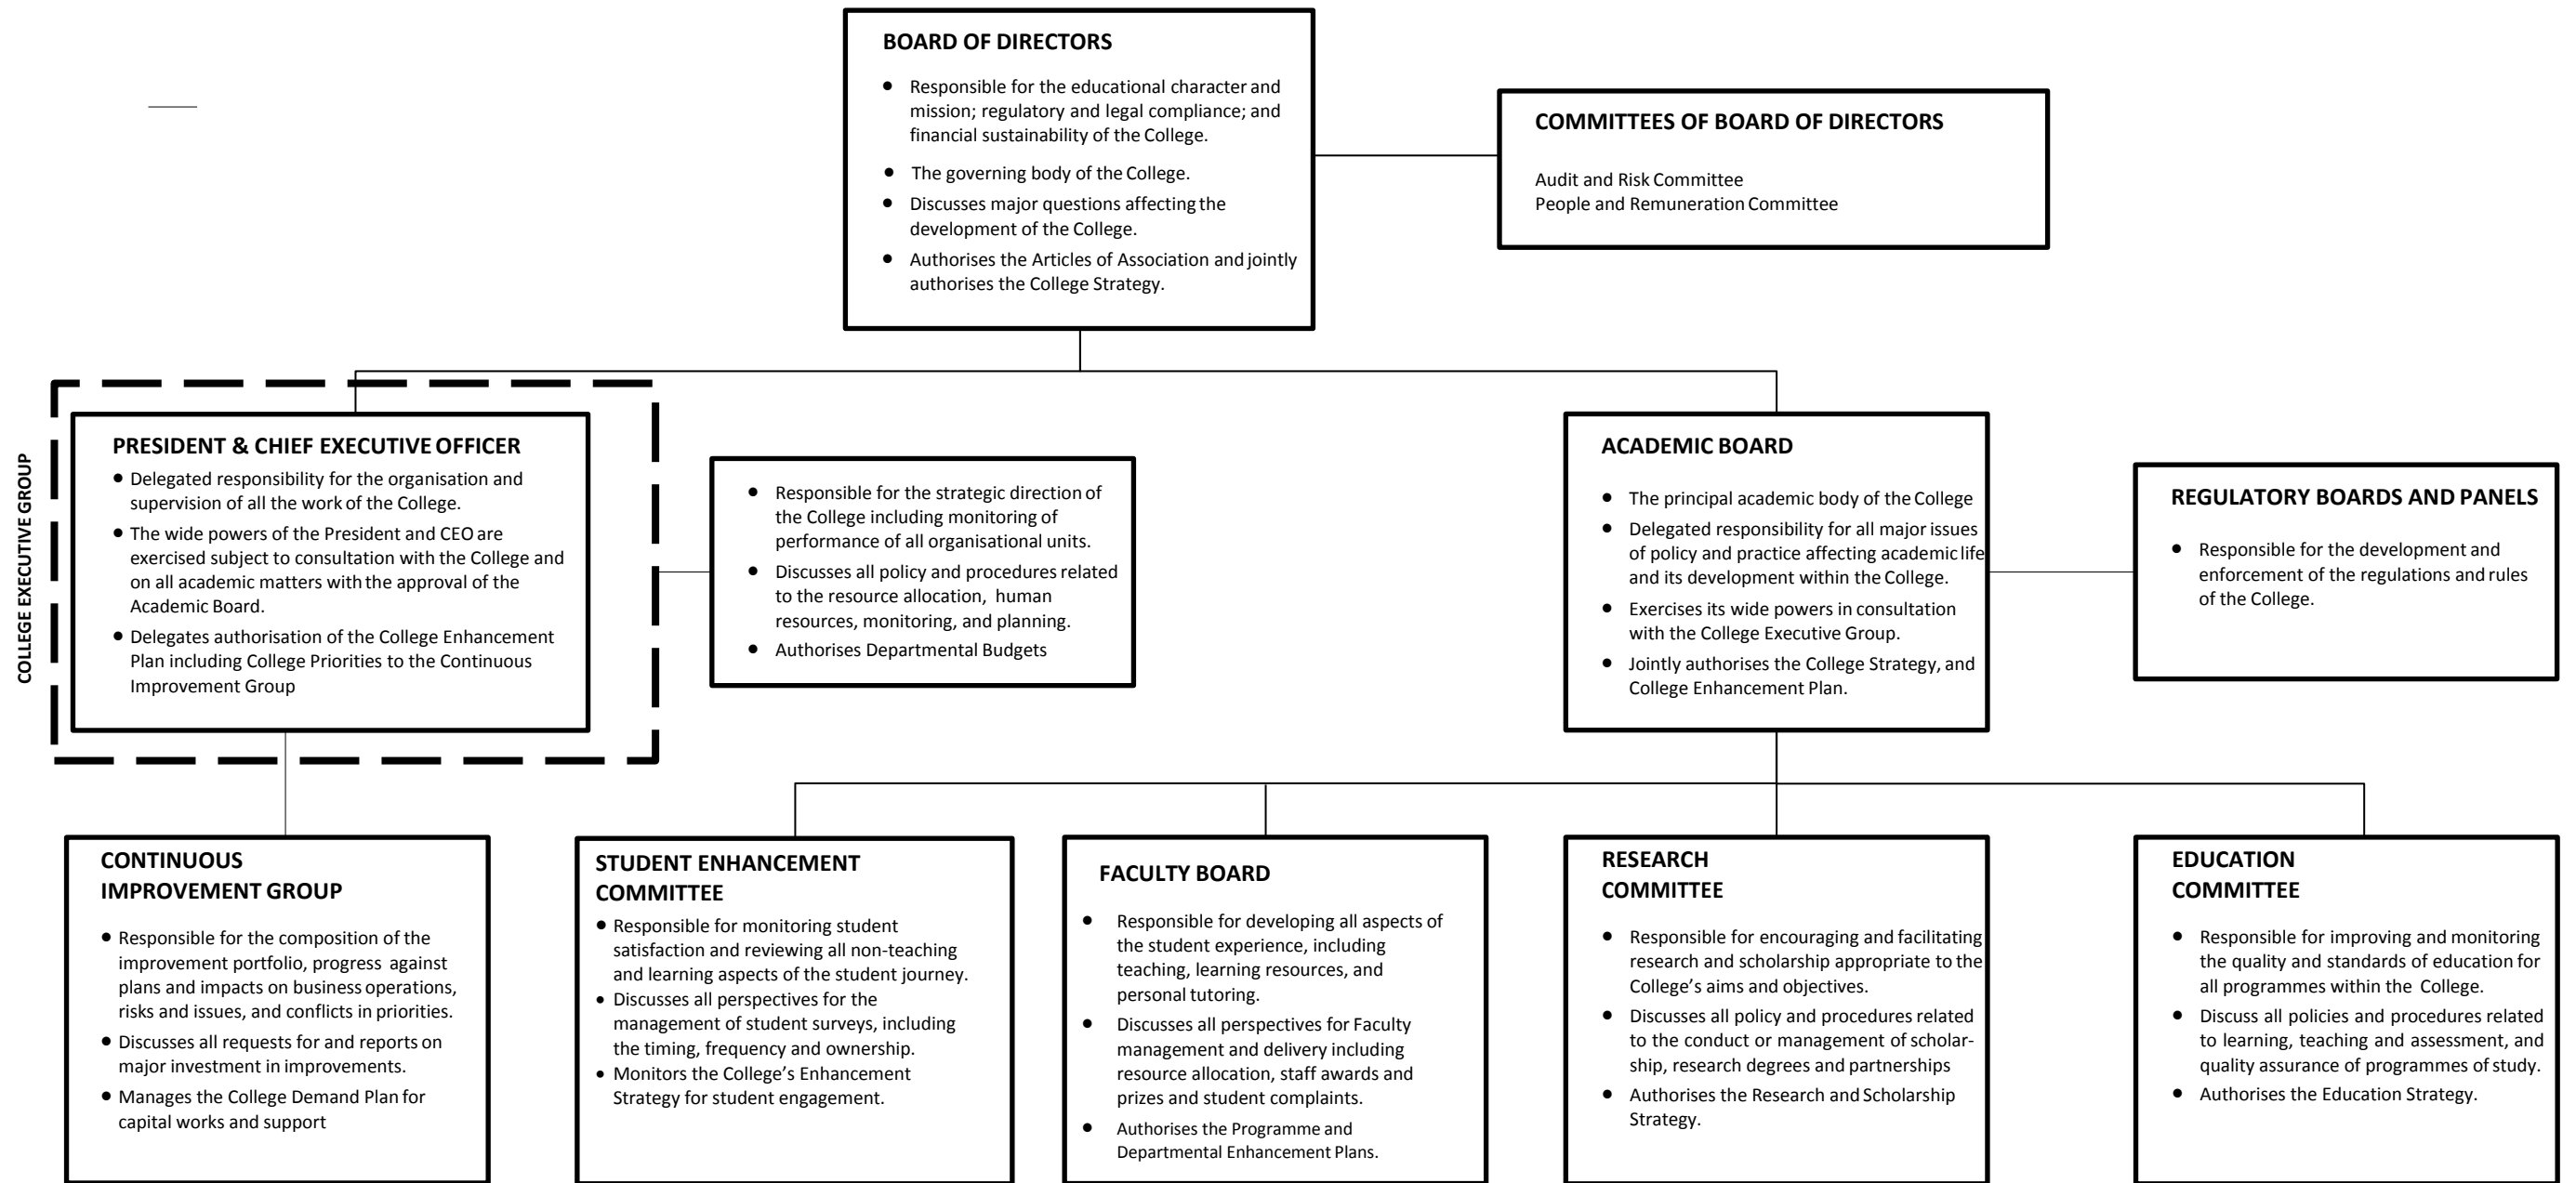 BOARD OF DIRECTORS
● Responsible for the educational character and
mission; regulatory and legal compliance; and
financial sustainability of the College.
● The governing body of the College.
● Discusses major questions affecting the
development of the College.
● Authorises the Articles of Association and jointly
authorises the College Strategy.
COMMITTEES OF BOARD OF DIRECTORS
Audit and Risk Committee
People and Remuneration Committee
COLLEGE EXECUTIVE GROUP
PRESIDENT & CHIEF EXECUTIVE OFFICER
● Delegated responsibility for the organisation and
supervision of all the work of the College.
● The wide powers of the President and CEO are
exercised subject to consultation with the College and
on all academic matters with the approval of the
Academic Board.
● Delegates authorisation of the College Enhancement
Plan including College Priorities to the Continuous
Improvement Group
● Responsible for the strategic direction of
the College including monitoring of
performance of all organisational units.
● Discusses all policy and procedures related
to the resource allocation, human
resources, monitoring, and planning.
● Authorises Departmental Budgets
ACADEMIC BOARD
● The principal academic body of the College
● Delegated responsibility for all major issues
of policy and practice affecting academic life
and its development within the College.
● Exercises its wide powers in consultation
with the College Executive Group.
● Jointly authorises the College Strategy, and
College Enhancement Plan.
REGULATORY BOARDS AND PANELS
● Responsible for the development and
enforcement of the regulations and rules
of the College.
CONTINUOUS
IMPROVEMENT GROUP
● Responsible for the composition of the
improvement portfolio, progress against
plans and impacts on business operations,
risks and issues, and conflicts in priorities.
● Discusses all requests for and reports on
major investment in improvements.
● Manages the College Demand Plan for
capital works and support
STUDENT ENHANCEMENT
COMMITTEE
● Responsible for monitoring student
satisfaction and reviewing all non-teaching
and learning aspects of the student journey.
● Discusses all perspectives for the
management of student surveys, including
the timing, frequency and ownership.
● Monitors the College’s Enhancement
Strategy for student engagement.
FACULTY BOARD
● Responsible for developing all aspects of
the student experience, including
teaching, learning resources, and
personal tutoring.
● Discusses all perspectives for Faculty
management and delivery including
resource allocation, staff awards and
prizes and student complaints.
● Authorises the Programme and
Departmental Enhancement Plans.
RESEARCH
COMMITTEE
● Responsible for encouraging and facilitating
research and scholarship appropriate to the
College’s aims and objectives.
● Discusses all policy and procedures related
to the conduct or management of scholar-
ship, research degrees and partnerships
● Authorises the Research and Scholarship
Strategy.
EDUCATION
COMMITTEE
● Responsible for improving and monitoring
the quality and standards of education for
all programmes within the College.
● Discuss all policies and procedures related
to learning, teaching and assessment, and
quality assurance of programmes of study.
● Authorises the Education Strategy.